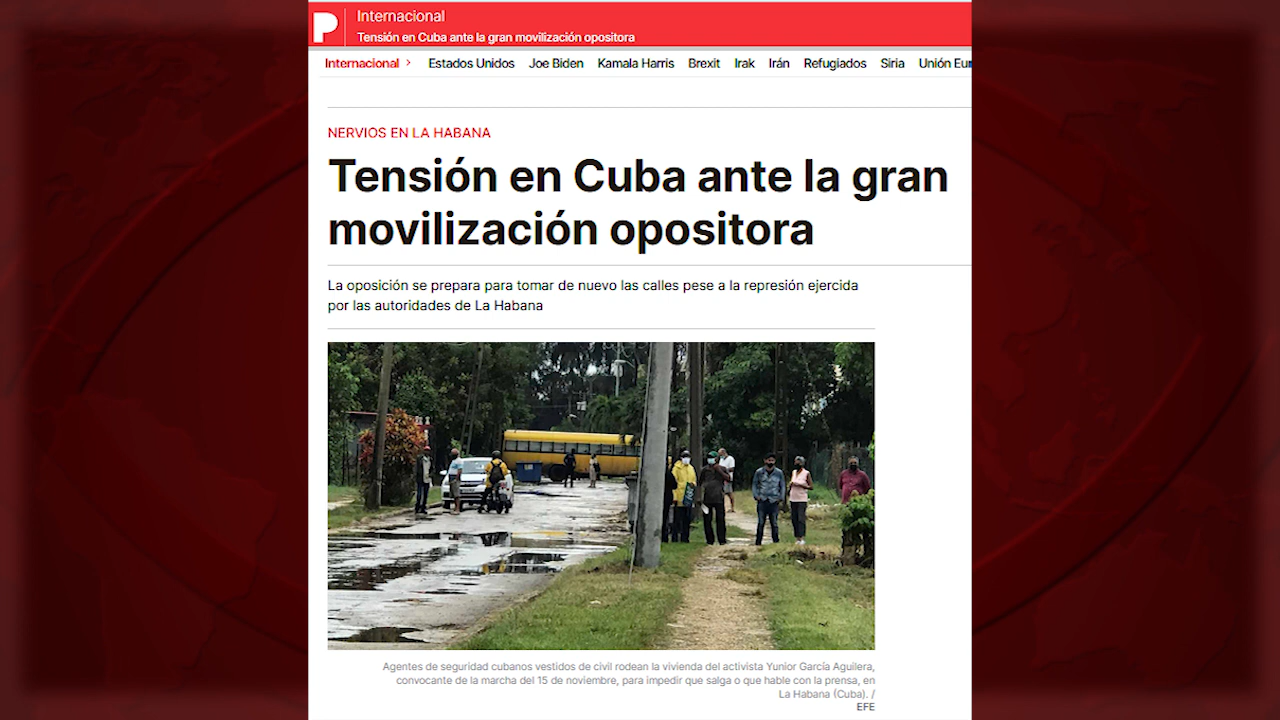 P
Internacional
Tensión en Cuba ante la gran movilización opositora
Internacional > Estados Unidos Joe Biden Kamala Harris Brexit Irak Irán Refugiados Siria Unión Eur
NERVIOS EN LA HABANA
Tensión en Cuba ante la gran
movilización opositora
La oposición se prepara para tomar de nuevo las calles pese a la represión ejercida
por las autoridades de La Habana
Agentes de seguridad cubanos vestidos de civil rodean la vivienda del activista Yunior García Aguilera,
convocante de la marcha del 15 de noviembre, para impedir que salga o que hable con la prensa, en
La Habana (Cuba). /
EFE